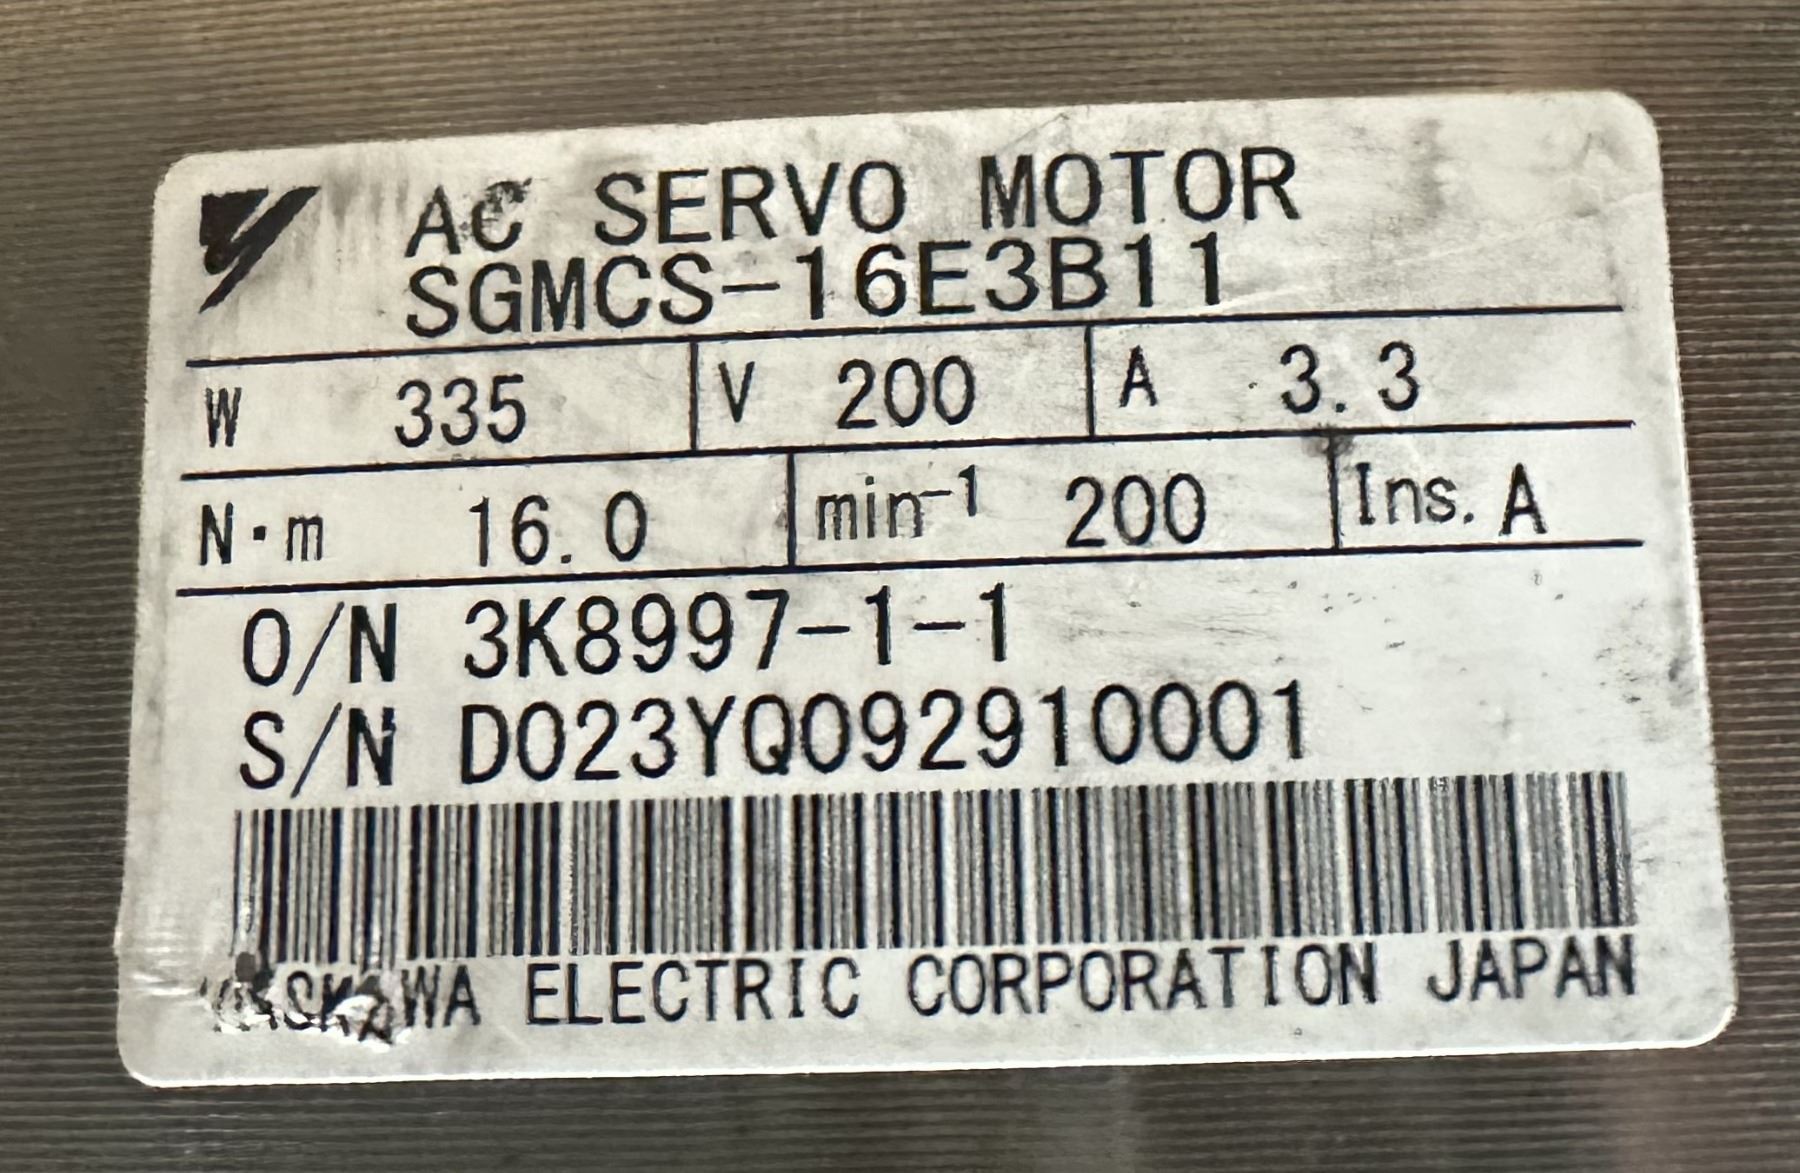 AC SERVO MOTOR
SGMCS-16E3B11
W 335 V 200 A 3.3
N·m 16.0 min⁻¹ 200 Ins. A
O/N 3K8997-1-1
S/N D023YQ092910001
YASKAWA ELECTRIC CORPORATION JAPAN